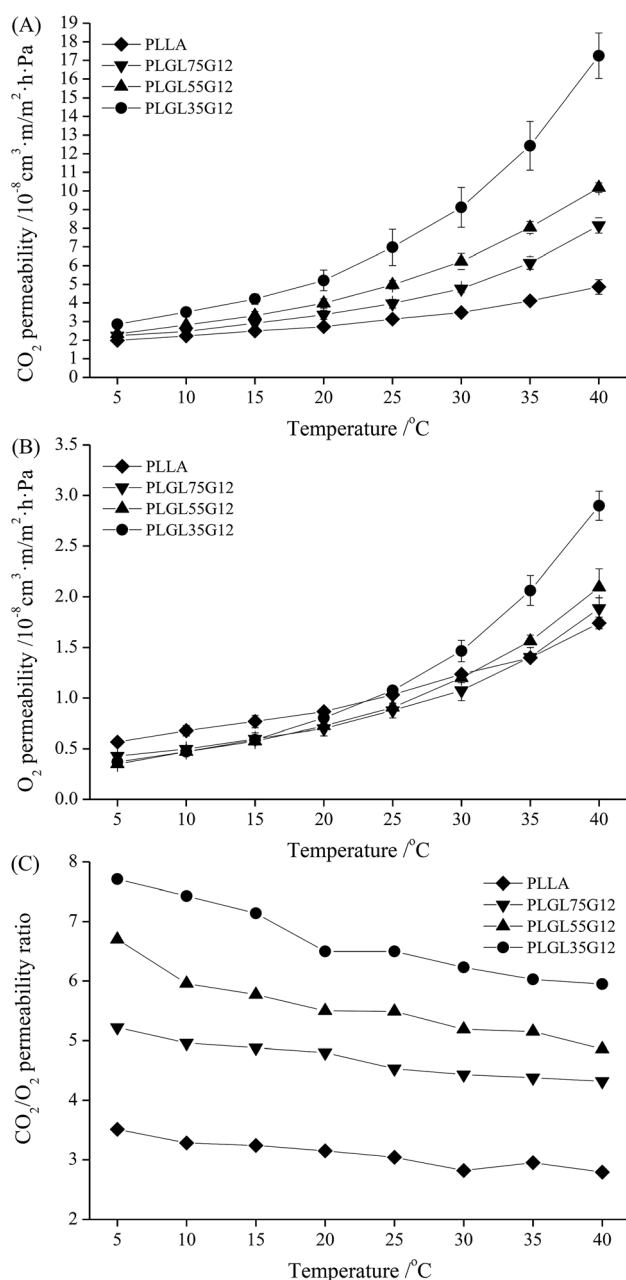 (A)
CO₂ permeability /10⁻⁸cm³·m/m²·h·Pa
19
18
17
16
15
14
13
12
11
10
9
8
7
6
5
4
3
2
1
0
PLLA
PLGL75G12
PLGL55G12
PLGL35G12
5 10 15 20 25 30 35 40
Temperature /°C
(B)
O₂ permeability /10⁻⁸cm³·m/m²·h·Pa
3.5
3.0
2.5
2.0
1.5
1.0
0.5
0.0
PLLA
PLGL75G12
PLGL55G12
PLGL35G12
5 10 15 20 25 30 35 40
Temperature /°C
(C)
CO₂/O₂ permeability ratio
8
7
6
5
4
3
2
PLLA
PLGL75G12
PLGL55G12
PLGL35G12
5 10 15 20 25 30 35 40
Temperature /°C